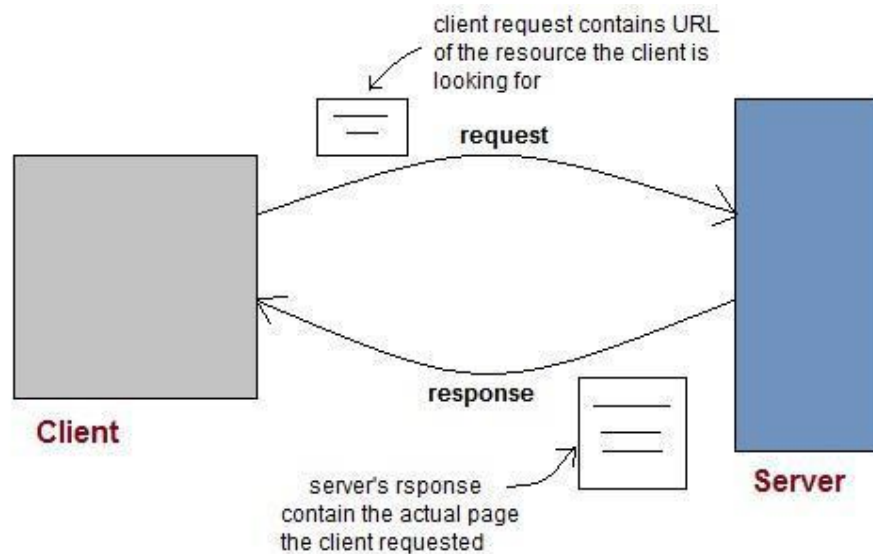 client request contains URL
of the resource the client is
looking for
request
response
Client
Server
server's rsponse
contain the actual page
the client requested